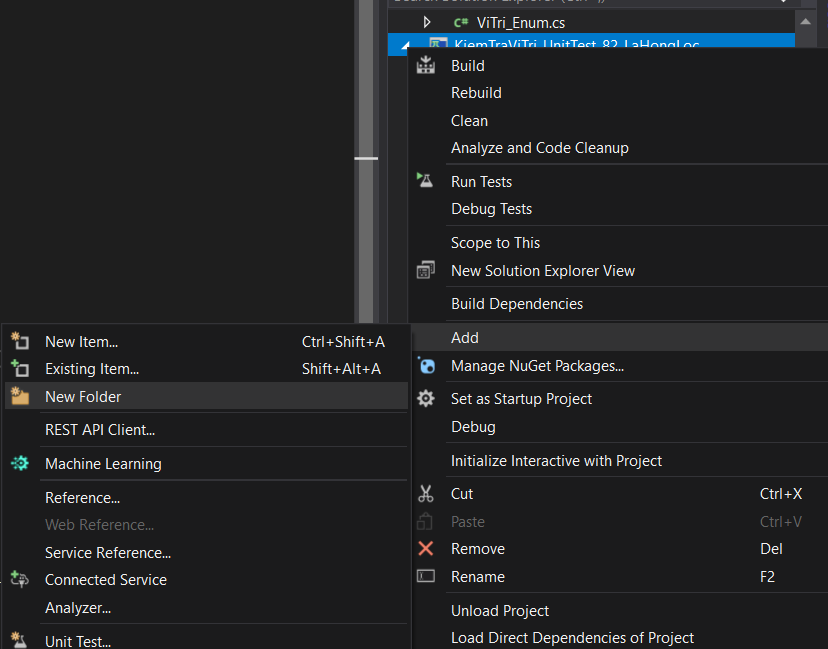 ViTri_Enum.cs
KiemTraViTri_UnitTest_82_LaHongLoc
Build
Rebuild
Clean
Analyze and Code Cleanup
Run Tests
Debug Tests
Scope to This
New Solution Explorer View
Build Dependencies
Add
Manage NuGet Packages...
Set as Startup Project
Debug
Initialize Interactive with Project
Cut Ctrl+X
Paste Ctrl+V
Remove Del
Rename F2
Unload Project
Load Direct Dependencies of Project
New Item... Ctrl+Shift+A
Existing Item... Shift+Alt+A
New Folder
REST API Client...
Machine Learning
Reference...
Web Reference...
Service Reference...
Connected Service
Analyzer...
Unit Test...